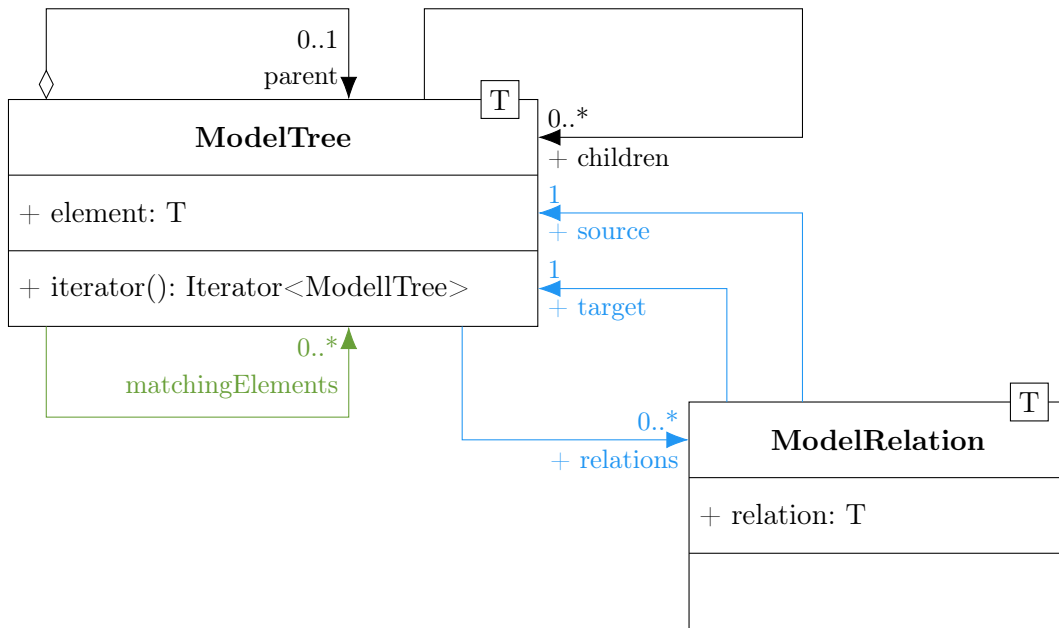 0..1
parent
T
ModelTree
0..*
+ children
+ element: T
1
+ source
+ iterator(): Iterator<ModellTree>
1
+ target
0..*
matchingElements
0..*
+ relations
T
ModelRelation
+ relation: T